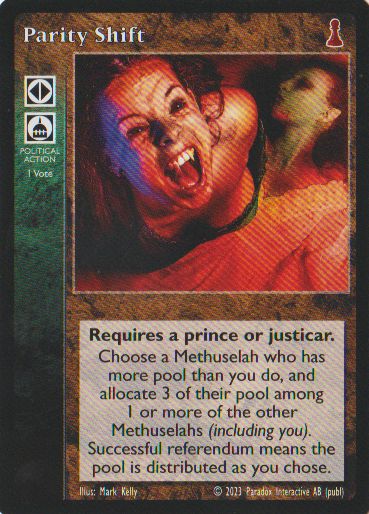 Parity Shift
POLITICAL
ACTION
1 Vote
Requires a prince or justicar.
Choose a Methuselah who has
more pool than you do, and
allocate 3 of their pool among
1 or more of the other
Methuselahs (including you).
Successful referendum means the
pool is distributed as you chose.
Illus: Mark Kelly © 2023 Paradox Interactive AB (publ)